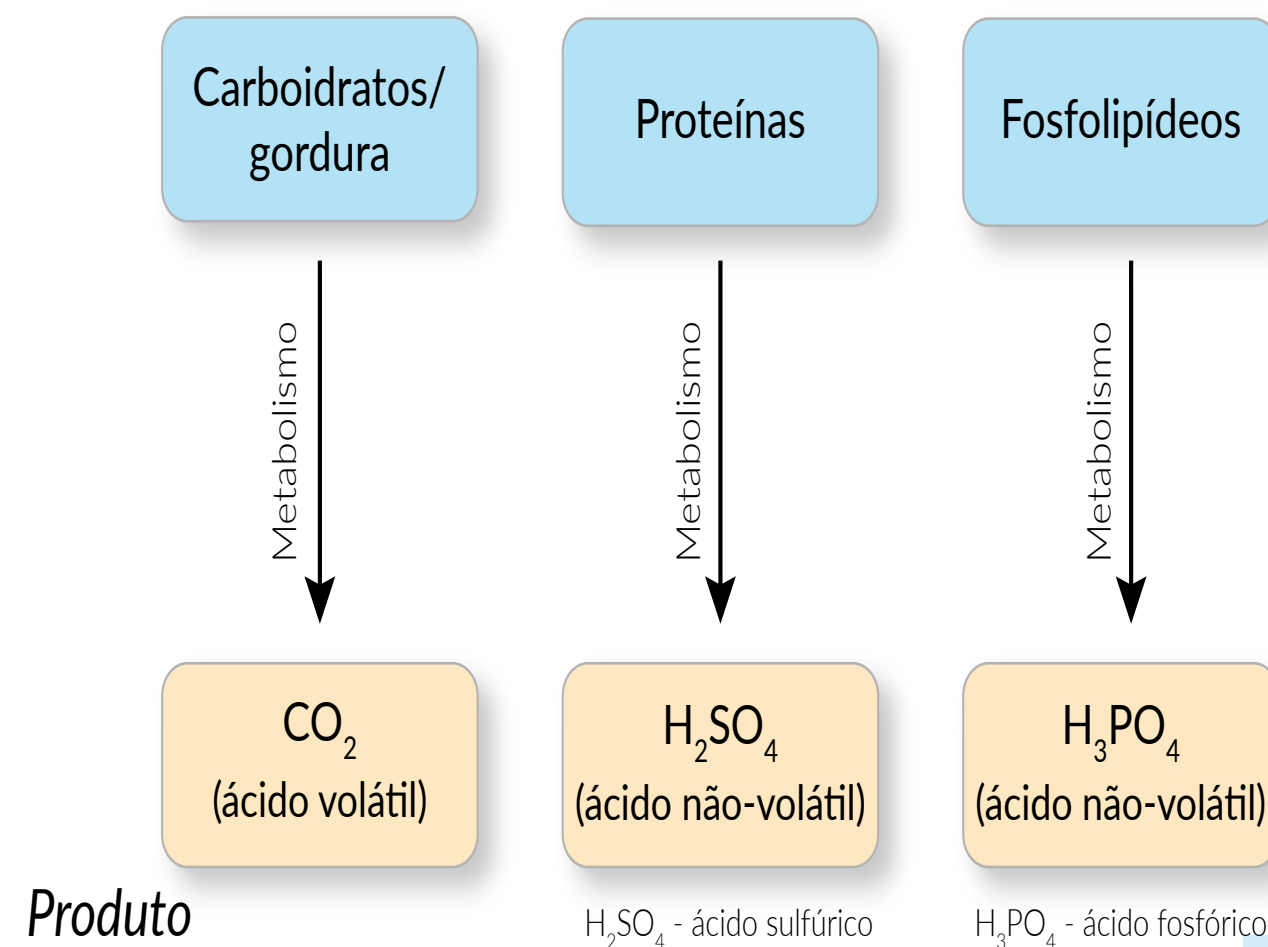 Carboidratos/
gordura
Proteínas
Fosfolipídeos
Metabolismo
Metabolismo
Metabolismo
CO₂
(ácido volátil)
H₂SO₄
(ácido não-volátil)
H₃PO₄
(ácido não-volátil)
Produto
H₂SO₄ - ácido sulfúrico
H₃PO₄ - ácido fosfórico